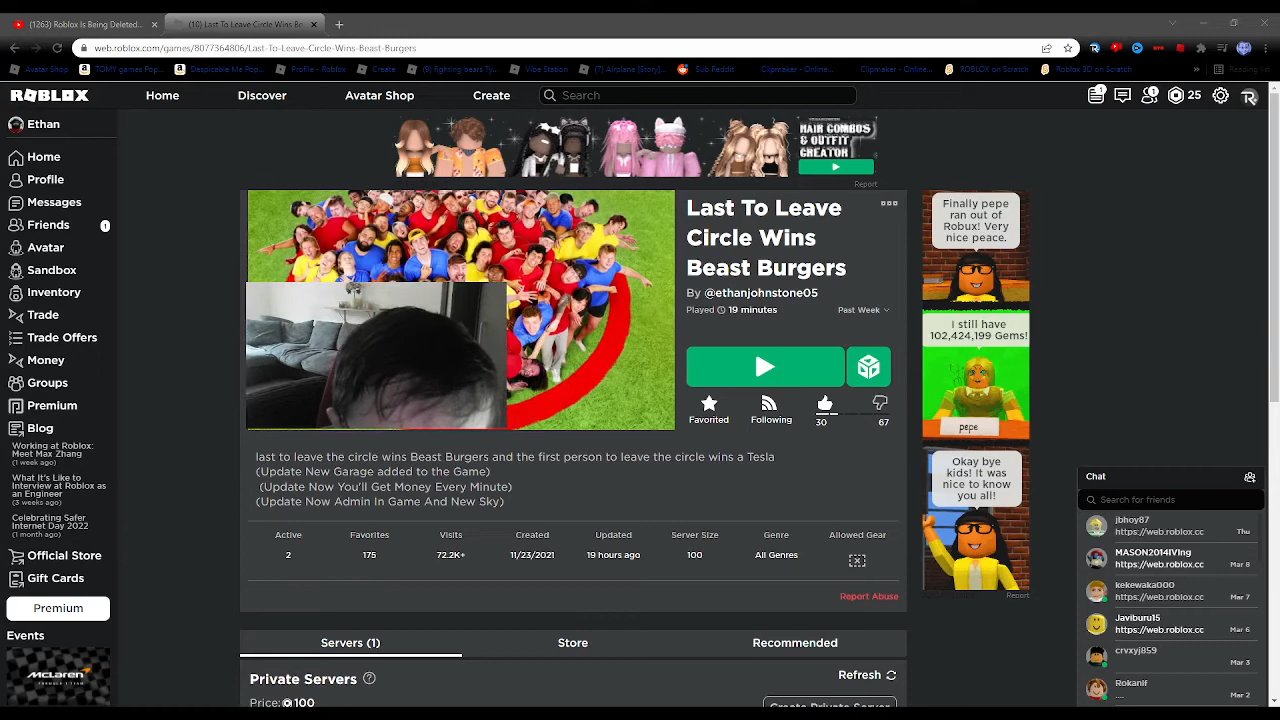 (1263) Roblox Is Being Deleted...
(10) Last To Leave Circle Wins Be
web.roblox.com/games/8077364806/Last-To-Leave-Circle-Wins-Beast-Burgers
Avatar Shop
TOMY games Pop...
Despicable Me Pop...
Profile - Roblox
Create
(8) fighting bears Ty...
Vibe Station
(7) Airplane [Story]...
Sub Reddit
Clipmaker - Online...
Clipmaker - Online...
ROBLOX on Scratch
Roblox 3D on Scratch
»
Reading list
ROBLOX
Home
Discover
Avatar Shop
Create
Search
1
1
25
Ethan
Home
Profile
Messages
Friends
1
Avatar
Sandbox
Inventory
Trade
Trade Offers
Money
Groups
Premium
Blog
Working at Roblox:
Meet Max Zhang
(1 week ago)
What It's Like to
Interview at Roblox as
an Engineer
(3 weeks ago)
Celebrating Safer
Internet Day 2022
(1 month ago)
Official Store
Gift Cards
Premium
Events
McLAREN
FORMULA 1 TEAM
HAIR COMBOS
& OUTFIT
CREATOR
Report
Last To Leave
Circle Wins
Beast Burgers
By @ethanjohnstone05
Played 19 minutes
Past Week
Favorited
Following
30
67
last to leave the circle wins Beast Burgers and the first person to leave the circle wins a Tesla
(Update New Garage added to the Game)
(Update Now You'll Get Money Every Minute)
(Update Now Admin In Game And New Sky)
Active
Favorites
Visits
Created
Updated
Server Size
Genre
Allowed Gear
2
175
72.2K+
11/23/2021
19 hours ago
100
All Genres
Report Abuse
Servers (1)
Store
Recommended
Private Servers
Refresh
Price: 100
Create Private Server
Finally pepe
ran out of
Robux! Very
nice peace.
I still have
102,424,199 Gems!
pepe
Okay bye
kids! It was
nice to know
you all!
Report
Chat
Search for friends
jbhoy87
https://web.roblox.cc
Thu
MASON2014IVIng
https://web.roblox.cc
Mar 8
kekewaka000
https://web.roblox.cc
Mar 7
Javiburu15
https://web.roblox.cc
Mar 6
crvxyj859
Mar 3
Rokanif
....
Mar 2